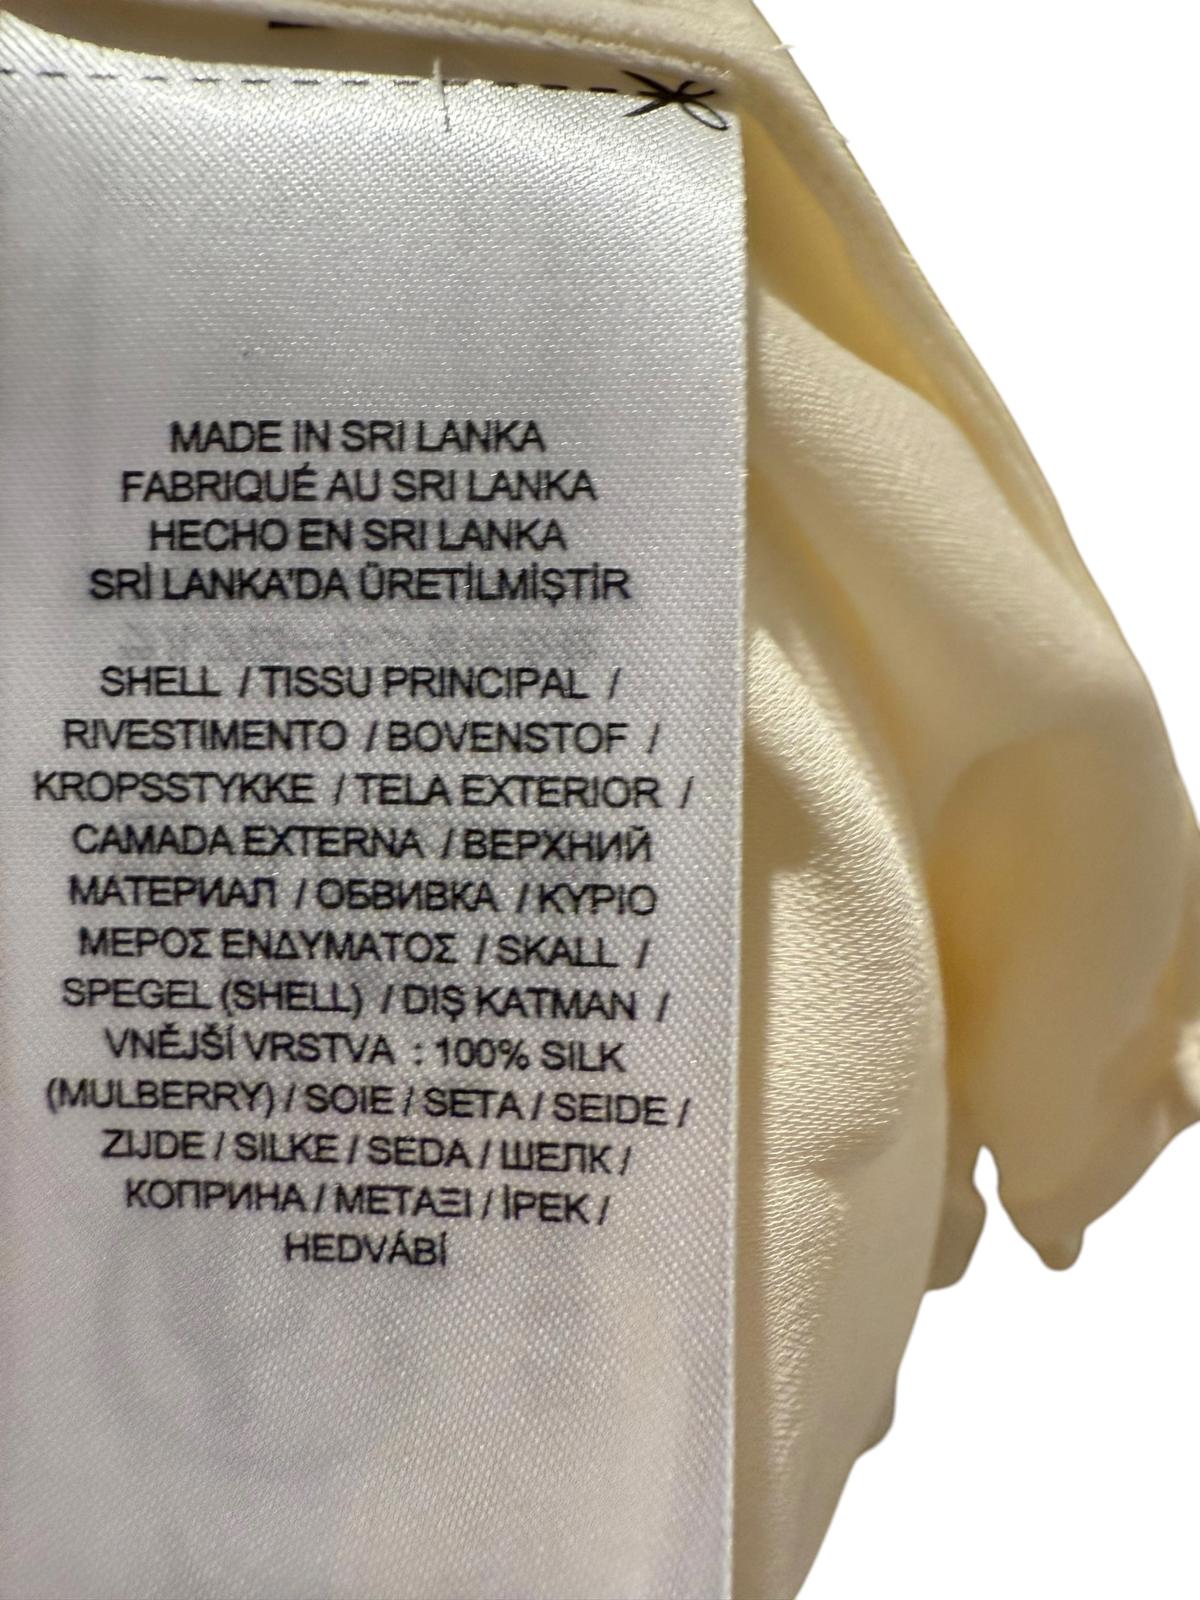 MADE IN SRI LANKA
FABRIQUÉ AU SRI LANKA
HECHO EN SRI LANKA
SRİ LANKA'DA ÜRETİLMİŞTİR
SHELL / TISSU PRINCIPAL /
RIVESTIMENTO / BOVENSTOF /
KROPSSTYKKE / TELA EXTERIOR /
CAMADA EXTERNA / ВЕРХНИЙ
МАТЕРИАЛ / ОБВИВКА / ΚΥΡΙΟ
ΜΕΡΟΣ ΕΝΔΥΜΑΤΟΣ / SKALL /
SPEGEL (SHELL) / DIŞ KATMAN /
VNĚJŠÍ VRSTVA : 100% SILK
(MULBERRY) / SOIE / SETA / SEIDE /
ZIJDE / SILKE / SEDA / ШЕЛК /
КОПРИНА / ΜΕΤΑΞΙ / İPEK /
HEDVÁBÍ